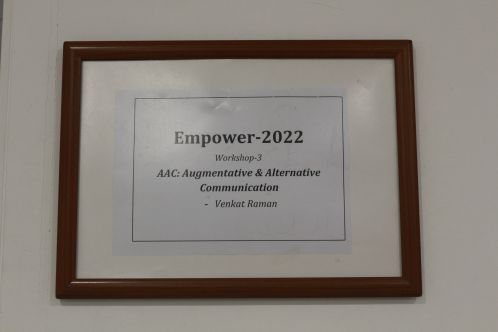 Empower-2022
Workshop-3
AAC: Augmentative & Alternative
Communication
- Venkat Raman